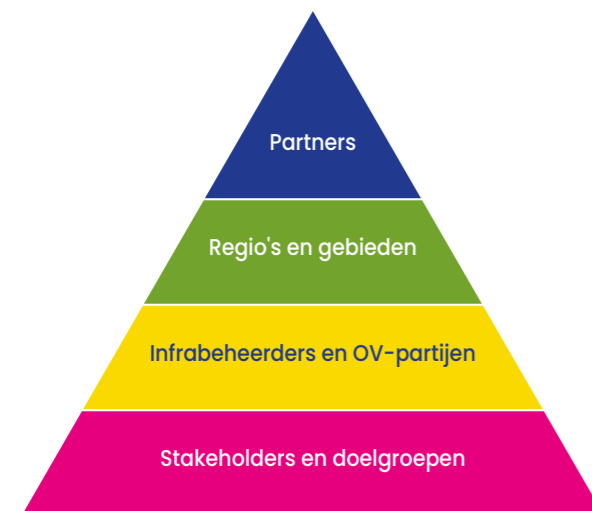 Partners
Regio's en gebieden
Infrabeheerders en OV-partijen
Stakeholders en doelgroepen